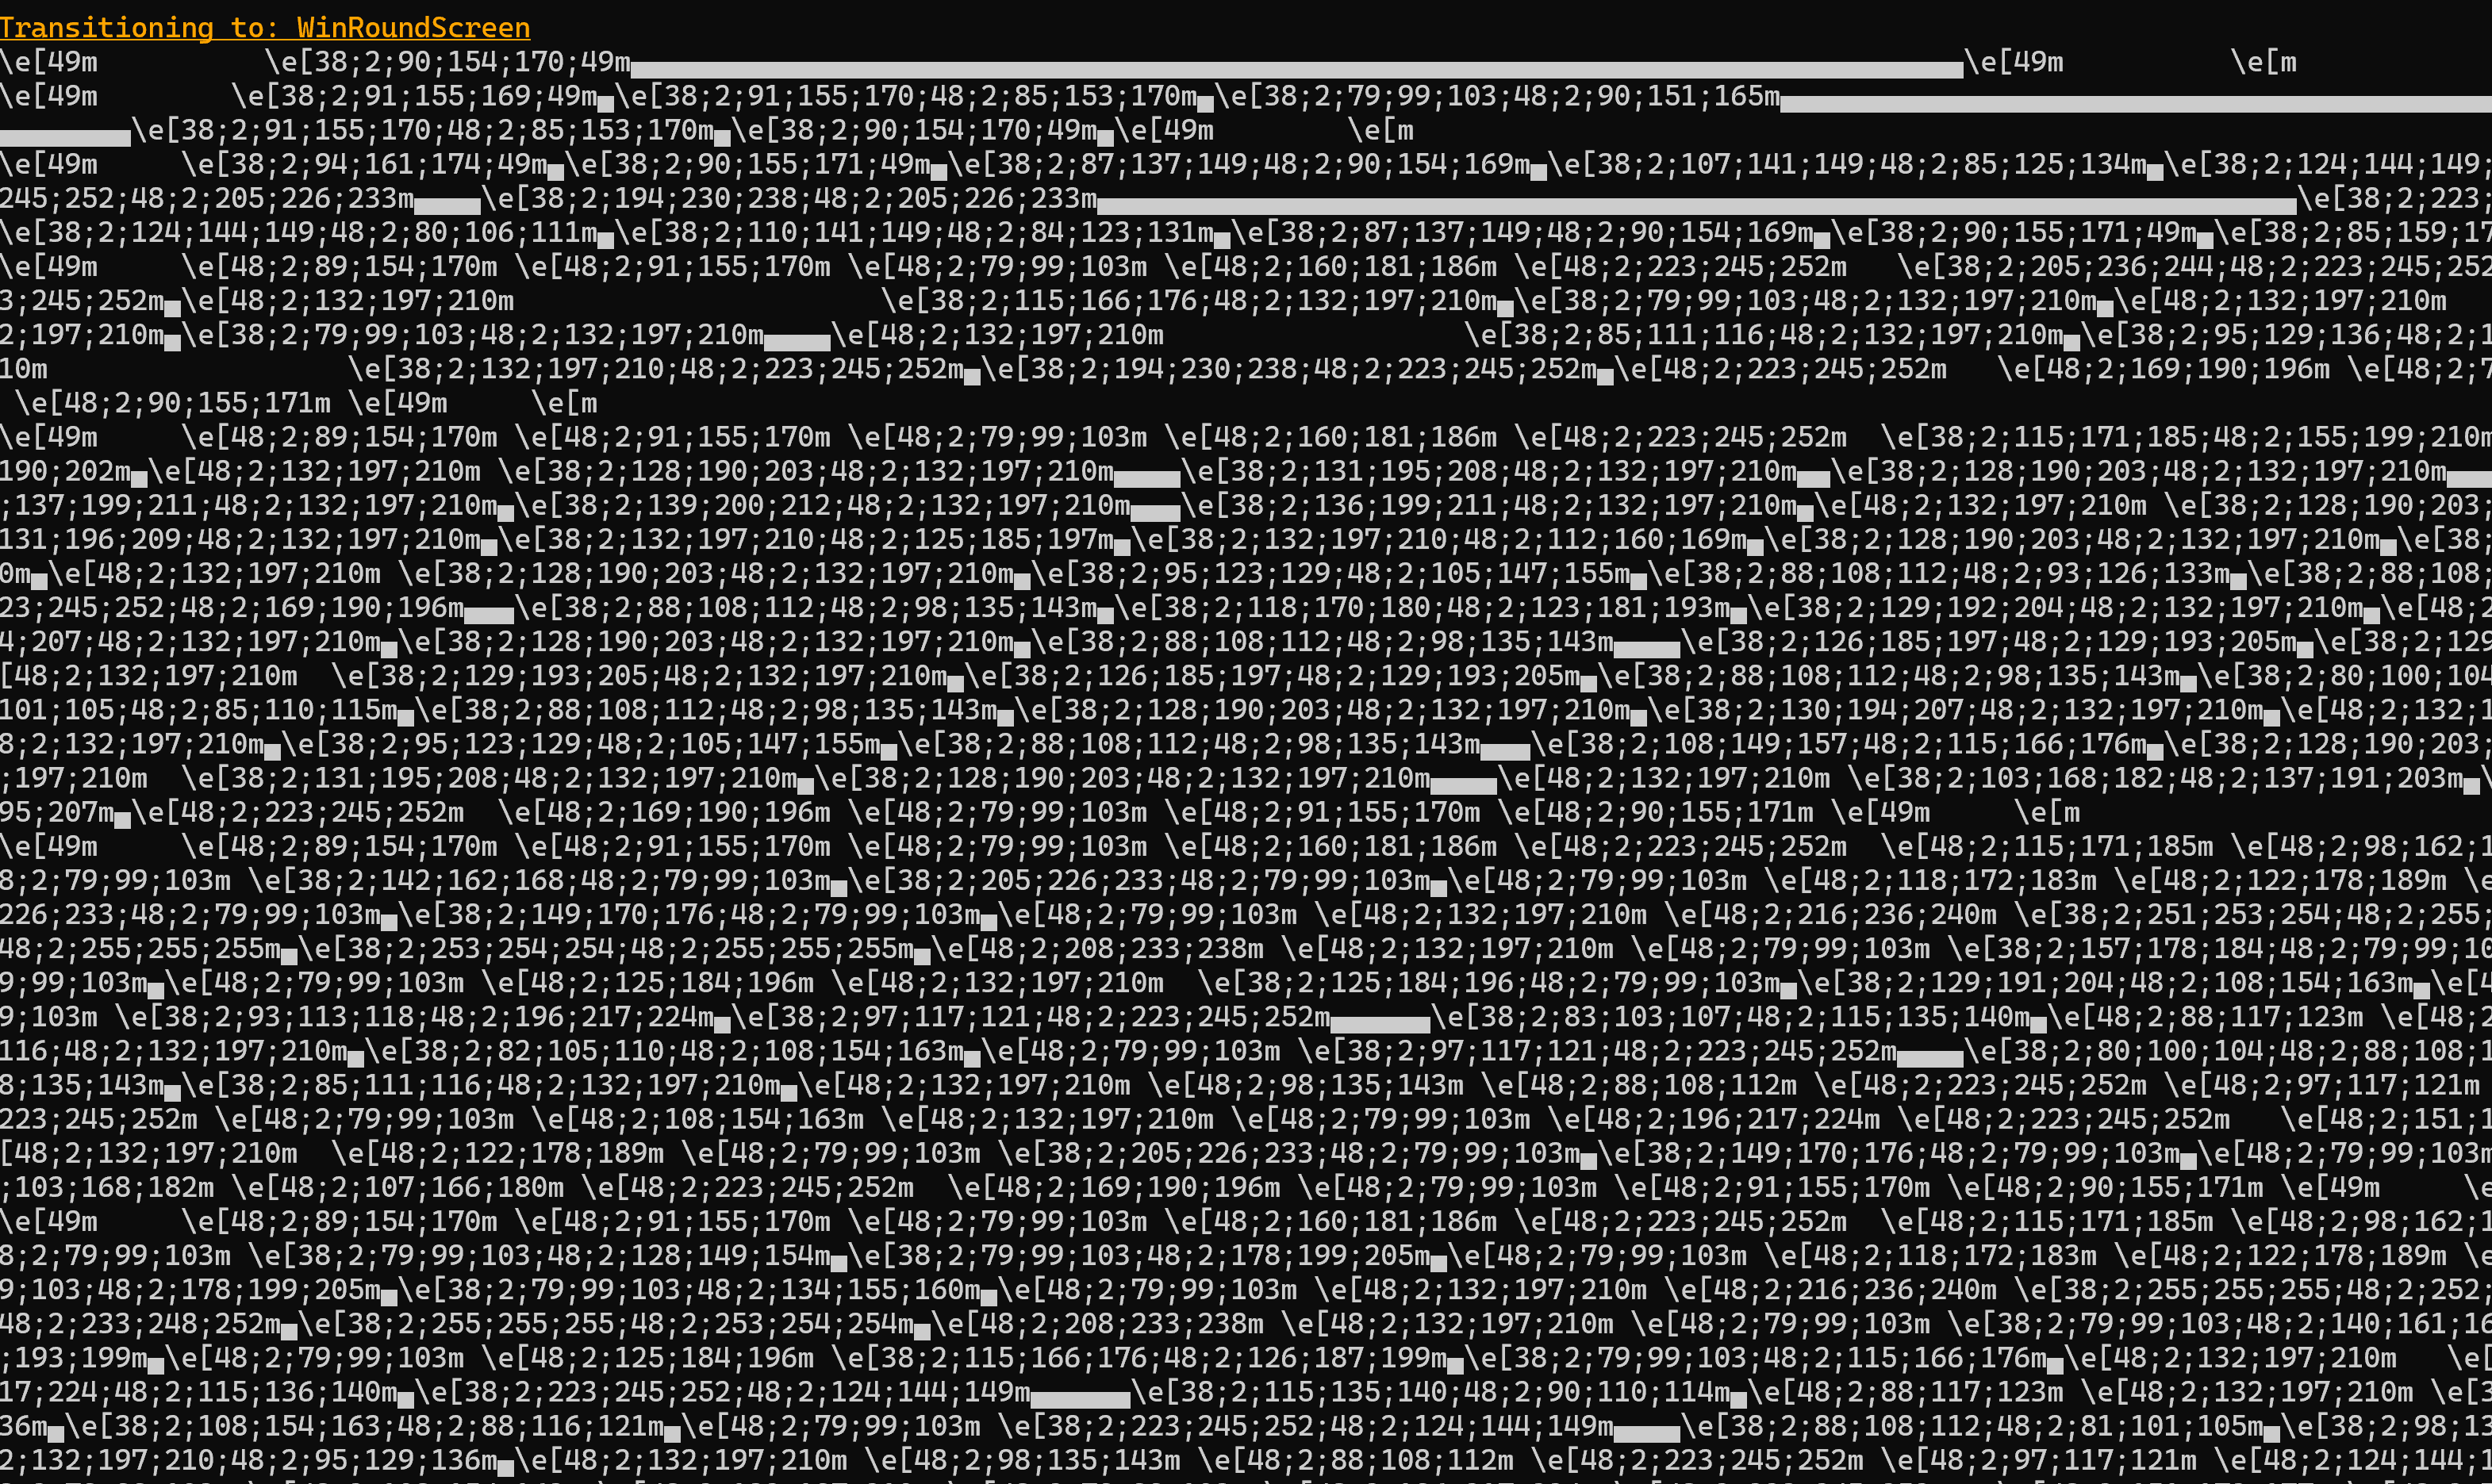 Transitioning to: WinRoundScreen
\e[49m          \e[38;2;90;154;170;49m▄▄▄▄▄▄▄▄▄▄▄▄▄▄▄▄▄▄▄▄▄▄▄▄▄▄▄▄▄▄▄▄▄▄▄▄▄▄▄▄▄▄▄▄▄▄▄▄▄▄▄▄▄▄▄▄▄▄▄▄▄▄▄▄▄▄▄▄▄▄▄▄▄▄▄▄▄▄▄▄\e[49m          \e[m
\e[49m        \e[38;2;91;155;169;49m▄\e[38;2;91;155;170;48;2;85;153;170m▄\e[38;2;79;99;103;48;2;90;151;165m▄▄▄▄▄▄▄▄▄▄▄▄▄▄▄▄▄▄▄▄▄▄▄▄▄▄▄▄▄▄▄▄▄▄▄▄▄▄▄▄▄▄▄
▄▄▄▄▄▄▄▄\e[38;2;91;155;170;48;2;85;153;170m▄\e[38;2;90;154;170;49m▄\e[49m        \e[m
\e[49m     \e[38;2;94;161;174;49m▄\e[38;2;90;155;171;49m▄\e[38;2;87;137;149;48;2;90;154;169m▄\e[38;2;107;141;149;48;2;85;125;134m▄\e[38;2;124;144;149;
245;252;48;2;205;226;233m▄▄▄▄\e[38;2;194;230;238;48;2;205;226;233m▄▄▄▄▄▄▄▄▄▄▄▄▄▄▄▄▄▄▄▄▄▄▄▄▄▄▄▄▄▄▄▄▄▄▄▄▄▄▄▄▄▄▄▄▄▄▄▄▄▄▄▄▄▄▄▄▄▄▄▄▄▄▄▄▄▄▄▄▄▄▄▄\e[38;2;223;
\e[38;2;124;144;149;48;2;80;106;111m▄\e[38;2;110;141;149;48;2;84;123;131m▄\e[38;2;87;137;149;48;2;90;154;169m▄\e[38;2;90;155;171;49m▄\e[38;2;85;159;17
\e[49m     \e[48;2;89;154;170m \e[48;2;91;155;170m \e[48;2;79;99;103m \e[48;2;160;181;186m \e[48;2;223;245;252m   \e[38;2;205;236;244;48;2;223;245;252
3;245;252m▄\e[48;2;132;197;210m                      \e[38;2;115;166;176;48;2;132;197;210m▄\e[38;2;79;99;103;48;2;132;197;210m▄\e[48;2;132;197;210m
2;197;210m▄\e[38;2;79;99;103;48;2;132;197;210m▄▄▄▄\e[48;2;132;197;210m                  \e[38;2;85;111;116;48;2;132;197;210m▄\e[38;2;95;129;136;48;2;1
10m                  \e[38;2;132;197;210;48;2;223;245;252m▄\e[38;2;194;230;238;48;2;223;245;252m▄\e[48;2;223;245;252m   \e[48;2;169;190;196m \e[48;2;7
 \e[48;2;90;155;171m \e[49m     \e[m
\e[49m     \e[48;2;89;154;170m \e[48;2;91;155;170m \e[48;2;79;99;103m \e[48;2;160;181;186m \e[48;2;223;245;252m  \e[38;2;115;171;185;48;2;155;199;210m
190;202m▄\e[48;2;132;197;210m \e[38;2;128;190;203;48;2;132;197;210m▄▄▄▄\e[38;2;131;195;208;48;2;132;197;210m▄▄\e[38;2;128;190;203;48;2;132;197;210m▄▄▄
;137;199;211;48;2;132;197;210m▄\e[38;2;139;200;212;48;2;132;197;210m▄▄▄\e[38;2;136;199;211;48;2;132;197;210m▄\e[48;2;132;197;210m \e[38;2;128;190;203;
131;196;209;48;2;132;197;210m▄\e[38;2;132;197;210;48;2;125;185;197m▄\e[38;2;132;197;210;48;2;112;160;169m▄\e[38;2;128;190;203;48;2;132;197;210m▄\e[38;
0m▄\e[48;2;132;197;210m \e[38;2;128;190;203;48;2;132;197;210m▄\e[38;2;95;123;129;48;2;105;147;155m▄\e[38;2;88;108;112;48;2;93;126;133m▄\e[38;2;88;108;
23;245;252;48;2;169;190;196m▄▄▄\e[38;2;88;108;112;48;2;98;135;143m▄\e[38;2;118;170;180;48;2;123;181;193m▄\e[38;2;129;192;204;48;2;132;197;210m▄\e[48;2
4;207;48;2;132;197;210m▄\e[38;2;128;190;203;48;2;132;197;210m▄\e[38;2;88;108;112;48;2;98;135;143m▄▄▄▄\e[38;2;126;185;197;48;2;129;193;205m▄\e[38;2;129
[48;2;132;197;210m  \e[38;2;129;193;205;48;2;132;197;210m▄\e[38;2;126;185;197;48;2;129;193;205m▄\e[38;2;88;108;112;48;2;98;135;143m▄\e[38;2;80;100;104
101;105;48;2;85;110;115m▄\e[38;2;88;108;112;48;2;98;135;143m▄\e[38;2;128;190;203;48;2;132;197;210m▄\e[38;2;130;194;207;48;2;132;197;210m▄\e[48;2;132;1
8;2;132;197;210m▄\e[38;2;95;123;129;48;2;105;147;155m▄\e[38;2;88;108;112;48;2;98;135;143m▄▄▄\e[38;2;108;149;157;48;2;115;166;176m▄\e[38;2;128;190;203;
;197;210m  \e[38;2;131;195;208;48;2;132;197;210m▄\e[38;2;128;190;203;48;2;132;197;210m▄▄▄▄\e[48;2;132;197;210m \e[38;2;103;168;182;48;2;137;191;203m▄\
95;207m▄\e[48;2;223;245;252m  \e[48;2;169;190;196m \e[48;2;79;99;103m \e[48;2;91;155;170m \e[48;2;90;155;171m \e[49m     \e[m
\e[49m     \e[48;2;89;154;170m \e[48;2;91;155;170m \e[48;2;79;99;103m \e[48;2;160;181;186m \e[48;2;223;245;252m  \e[48;2;115;171;185m \e[48;2;98;162;1
8;2;79;99;103m \e[38;2;142;162;168;48;2;79;99;103m▄\e[38;2;205;226;233;48;2;79;99;103m▄\e[48;2;79;99;103m \e[48;2;118;172;183m \e[48;2;122;178;189m \e
226;233;48;2;79;99;103m▄\e[38;2;149;170;176;48;2;79;99;103m▄\e[48;2;79;99;103m \e[48;2;132;197;210m \e[48;2;216;236;240m \e[38;2;251;253;254;48;2;255;
48;2;255;255;255m▄\e[38;2;253;254;254;48;2;255;255;255m▄\e[48;2;208;233;238m \e[48;2;132;197;210m \e[48;2;79;99;103m \e[38;2;157;178;184;48;2;79;99;10
9;99;103m▄\e[48;2;79;99;103m \e[48;2;125;184;196m \e[48;2;132;197;210m  \e[38;2;125;184;196;48;2;79;99;103m▄\e[38;2;129;191;204;48;2;108;154;163m▄\e[4
9;103m \e[38;2;93;113;118;48;2;196;217;224m▄\e[38;2;97;117;121;48;2;223;245;252m▄▄▄▄▄▄\e[38;2;83;103;107;48;2;115;135;140m▄\e[48;2;88;117;123m \e[48;2
116;48;2;132;197;210m▄\e[38;2;82;105;110;48;2;108;154;163m▄\e[48;2;79;99;103m \e[38;2;97;117;121;48;2;223;245;252m▄▄▄▄\e[38;2;80;100;104;48;2;88;108;1
8;135;143m▄\e[38;2;85;111;116;48;2;132;197;210m▄\e[48;2;132;197;210m \e[48;2;98;135;143m \e[48;2;88;108;112m \e[48;2;223;245;252m \e[48;2;97;117;121m
223;245;252m \e[48;2;79;99;103m \e[48;2;108;154;163m \e[48;2;132;197;210m \e[48;2;79;99;103m \e[48;2;196;217;224m \e[48;2;223;245;252m   \e[48;2;151;1
[48;2;132;197;210m  \e[48;2;122;178;189m \e[48;2;79;99;103m \e[38;2;205;226;233;48;2;79;99;103m▄\e[38;2;149;170;176;48;2;79;99;103m▄\e[48;2;79;99;103m
;103;168;182m \e[48;2;107;166;180m \e[48;2;223;245;252m  \e[48;2;169;190;196m \e[48;2;79;99;103m \e[48;2;91;155;170m \e[48;2;90;155;171m \e[49m     \e
\e[49m     \e[48;2;89;154;170m \e[48;2;91;155;170m \e[48;2;79;99;103m \e[48;2;160;181;186m \e[48;2;223;245;252m  \e[48;2;115;171;185m \e[48;2;98;162;1
8;2;79;99;103m \e[38;2;79;99;103;48;2;128;149;154m▄\e[38;2;79;99;103;48;2;178;199;205m▄\e[48;2;79;99;103m \e[48;2;118;172;183m \e[48;2;122;178;189m \e
9;103;48;2;178;199;205m▄\e[38;2;79;99;103;48;2;134;155;160m▄\e[48;2;79;99;103m \e[48;2;132;197;210m \e[48;2;216;236;240m \e[38;2;255;255;255;48;2;252;
48;2;233;248;252m▄\e[38;2;255;255;255;48;2;253;254;254m▄\e[48;2;208;233;238m \e[48;2;132;197;210m \e[48;2;79;99;103m \e[38;2;79;99;103;48;2;140;161;16
;193;199m▄\e[48;2;79;99;103m \e[48;2;125;184;196m \e[38;2;115;166;176;48;2;126;187;199m▄\e[38;2;79;99;103;48;2;115;166;176m▄\e[48;2;132;197;210m   \e[
17;224;48;2;115;136;140m▄\e[38;2;223;245;252;48;2;124;144;149m▄▄▄▄▄▄\e[38;2;115;135;140;48;2;90;110;114m▄\e[48;2;88;117;123m \e[48;2;132;197;210m \e[3
36m▄\e[38;2;108;154;163;48;2;88;116;121m▄\e[48;2;79;99;103m \e[38;2;223;245;252;48;2;124;144;149m▄▄▄▄\e[38;2;88;108;112;48;2;81;101;105m▄\e[38;2;98;13
2;132;197;210;48;2;95;129;136m▄\e[48;2;132;197;210m \e[48;2;98;135;143m \e[48;2;88;108;112m \e[48;2;223;245;252m \e[48;2;97;117;121m \e[48;2;124;144;1